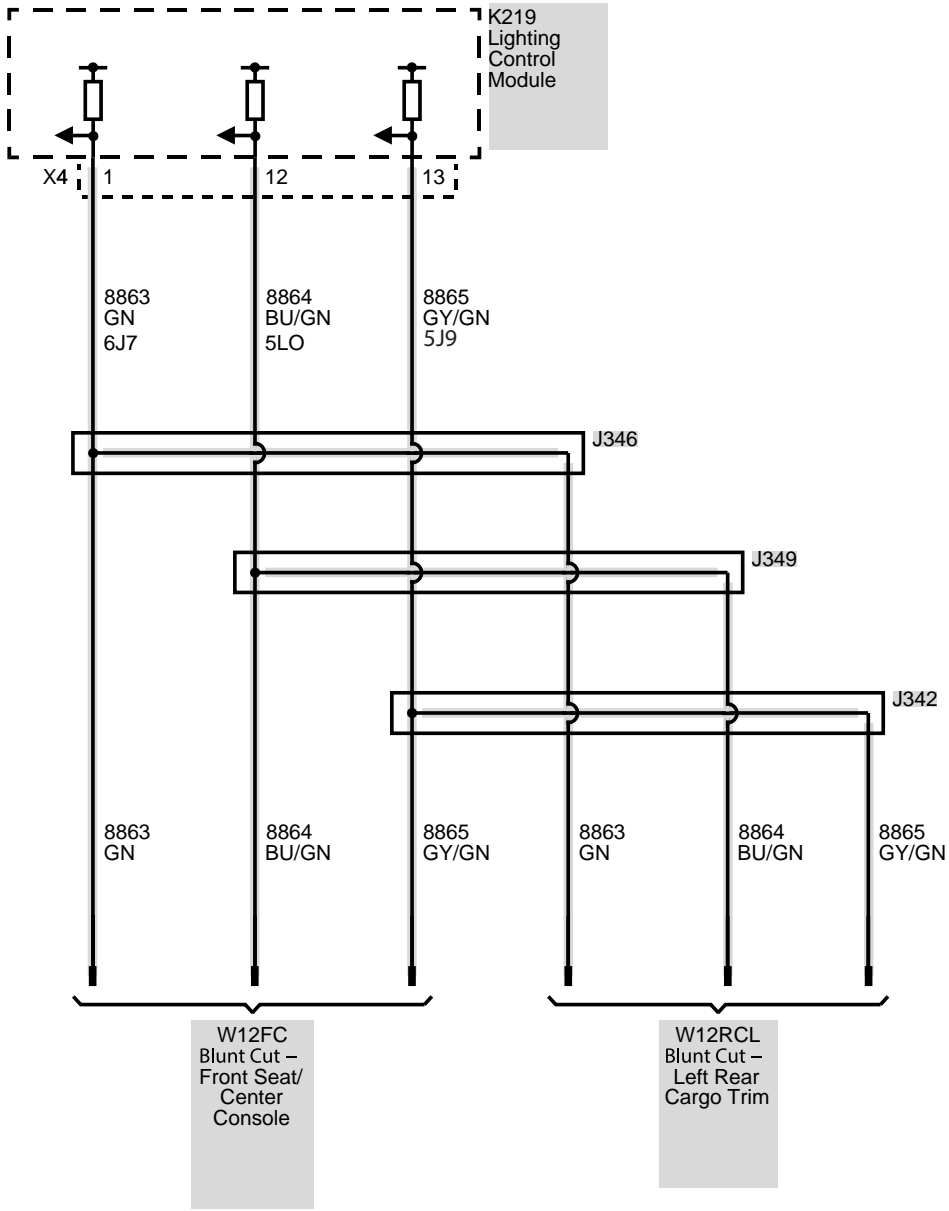 K219
Lighting
Control
Module
X4 1 12 13
8863 8864 8865
GN BU/GN GY/GN
6J7 5LO 5J9
J346
J349
J342
8863 8864 8865 8863 8864 8865
GN BU/GN GY/GN GN BU/GN GY/GN
W12FC
Blunt Cut –
Front Seat/
Center
Console
W12RCL
Blunt Cut –
Left Rear
Cargo Trim